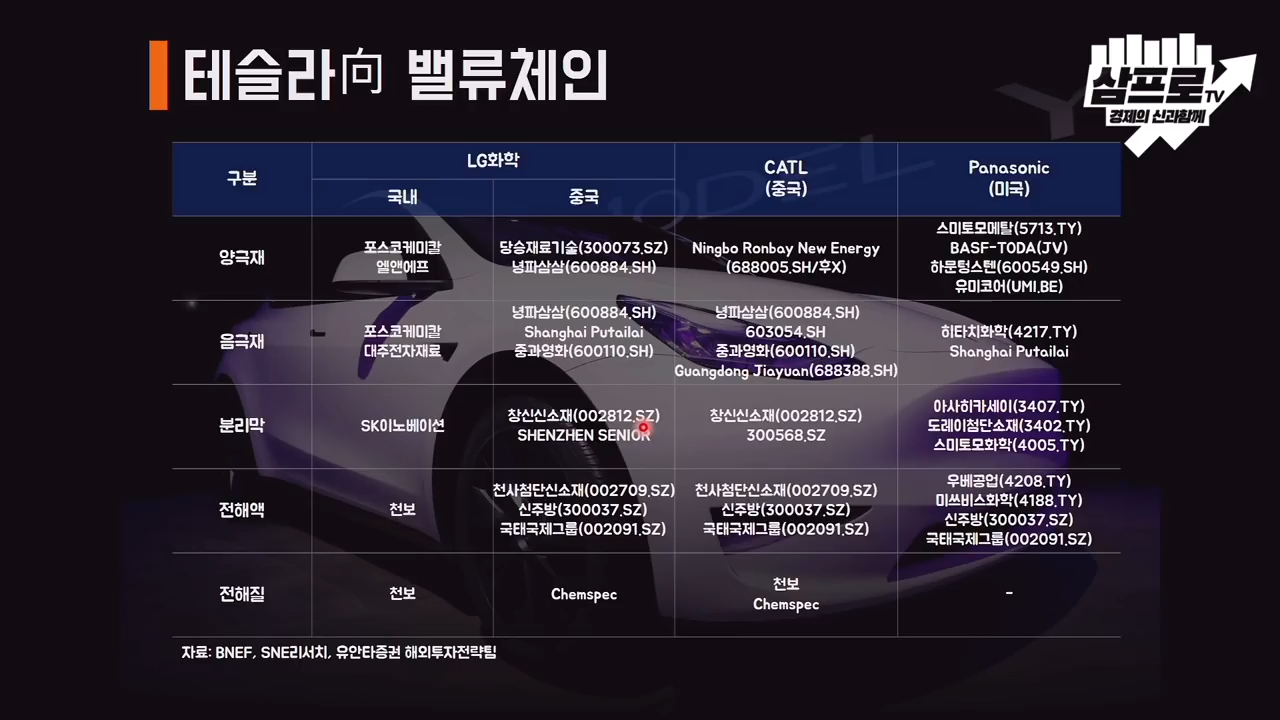 테슬라向 밸류체인
삼프로TV
경제의 신과함께
구분
LG화학
국내
중국
CATL
(중국)
Panasonic
(미국)
양극재
포스코케미칼
엘앤에프
당승재료기술(300073.SZ)
녕파삼삼(600884.SH)
Ningbo Ronbay New Energy
(688005.SH/후X)
스미토모메탈(5713.TY)
BASF-TODA(JV)
하문텅스텐(600549.SH)
유미코어(UMI.BE)
음극재
포스코케미칼
대주전자재료
녕파삼삼(600884.SH)
Shanghai Putailai
중과영화(600110.SH)
녕파삼삼(600884.SH)
603054.SH
중과영화(600110.SH)
Guangdong Jiayuan(688388.SH)
히타치화학(4217.TY)
Shanghai Putailai
분리막
SK이노베이션
창신신소재(002812.SZ)
SHENZHEN SENIOR
창신신소재(002812.SZ)
300568.SZ
아사히카세이(3407.TY)
도레이첨단소재(3402.TY)
스미토모화학(4005.TY)
전해액
천보
천사첨단신소재(002709.SZ)
신주방(300037.SZ)
국태국제그룹(002091.SZ)
천사첨단신소재(002709.SZ)
신주방(300037.SZ)
국태국제그룹(002091.SZ)
우베공업(4208.TY)
미쓰비스화학(4188.TY)
신주방(300037.SZ)
국태국제그룹(002091.SZ)
전해질
천보
Chemspec
천보
Chemspec
-
자료: BNEF, SNE리서치, 유안타증권 해외투자전략팀
MODEL Y